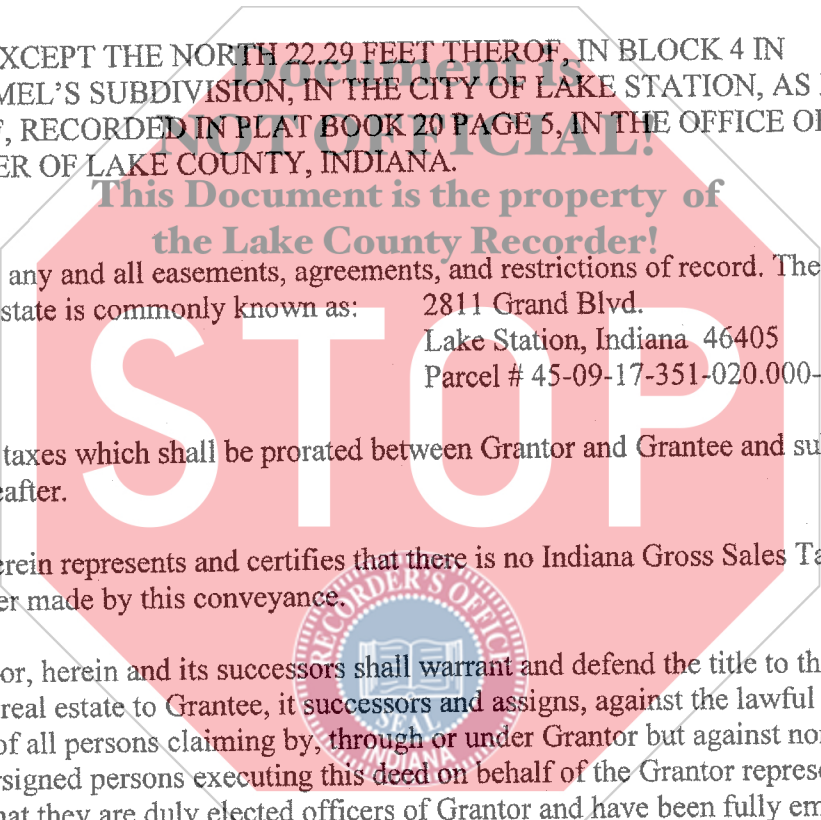 XCEPT THE NORTH 22.29 FEET THEROF, IN BLOCK 4 IN
Document is
MEL'S SUBDIVISION, IN THE CITY OF LAKE STATION, AS
, RECORDED IN PLAT BOOK 20 PAGE 5, IN THE OFFICE OF
NOT OFFICIAL!
ER OF LAKE COUNTY, INDIANA.
This Document is the property of
the Lake County Recorder!
any and all easements, agreements, and restrictions of record. The
state is commonly known as: 2811 Grand Blvd.
Lake Station, Indiana 46405
Parcel # 45-09-17-351-020.000-
STOP
taxes which shall be prorated between Grantor and Grantee and su
eafter.
erein represents and certifies that there is no Indiana Gross Sales Ta
er made by this conveyance.
RECORDER'S OFFICE
or, herein and its successors shall warrant and defend the title to th
real estate to Grantee, it successors and assigns, against the lawful
SEAL
of all persons claiming by, through or under Grantor but against no
INDIANA
rsigned persons executing this deed on behalf of the Grantor represe
hat they are duly elected officers of Grantor and have been fully em